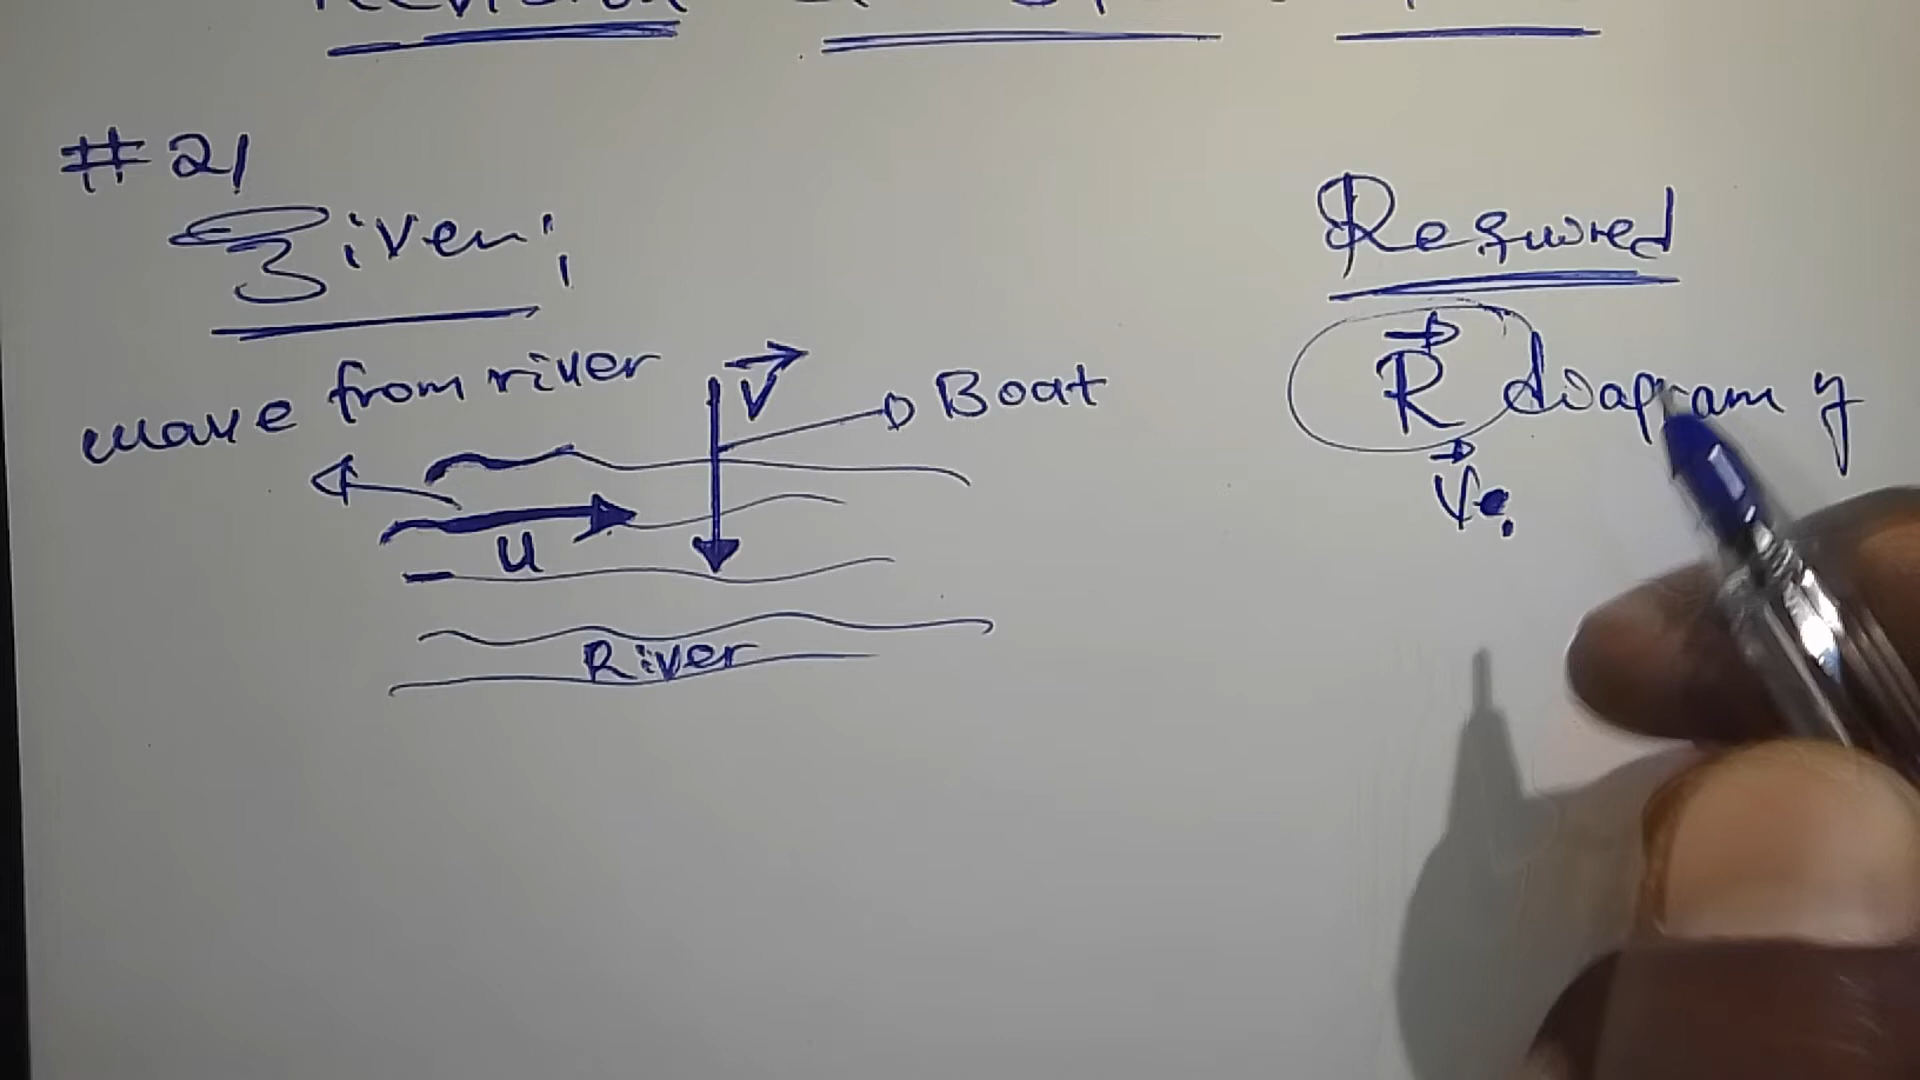 #21
Given;
Required
wave from river
V
Boat
R diagram of
Ve.
u
River